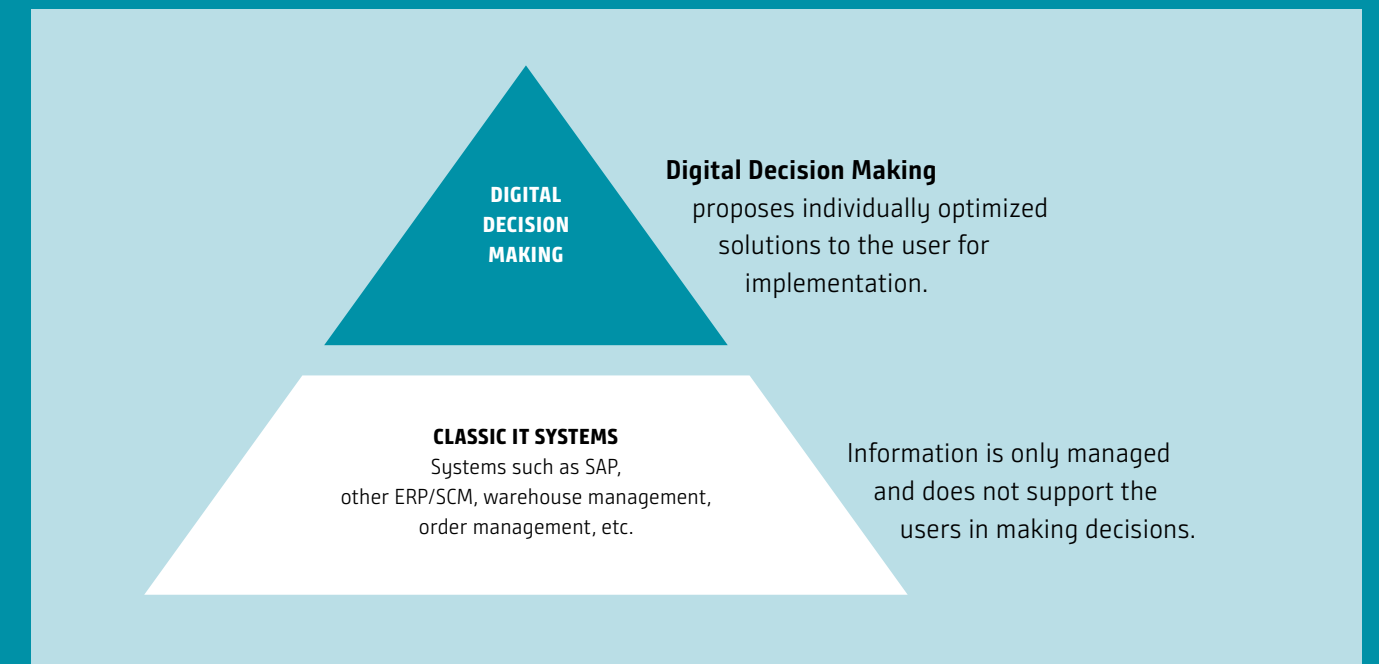 DIGITAL
DECISION
MAKING
Digital Decision Making
proposes individually optimized
solutions to the user for
implementation.
CLASSIC IT SYSTEMS
Systems such as SAP,
other ERP/SCM, warehouse management,
order management, etc.
Information is only managed
and does not support the
users in making decisions.